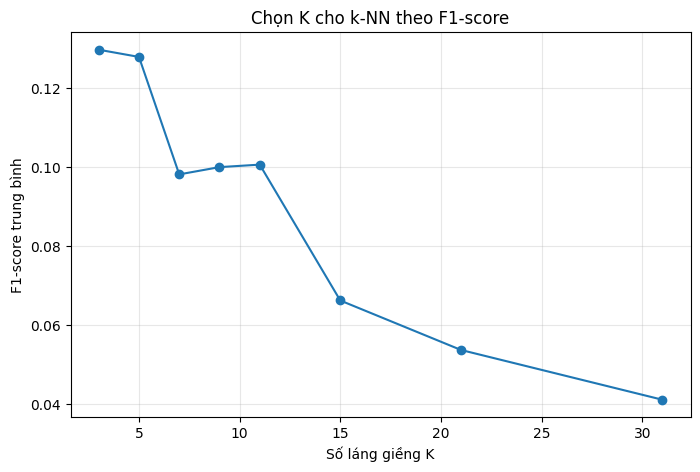 Chọn K cho k-NN theo F1-score
F1-score trung bình
0.12
0.10
0.08
0.06
0.04
5 10 15 20 25 30
Số láng giềng K